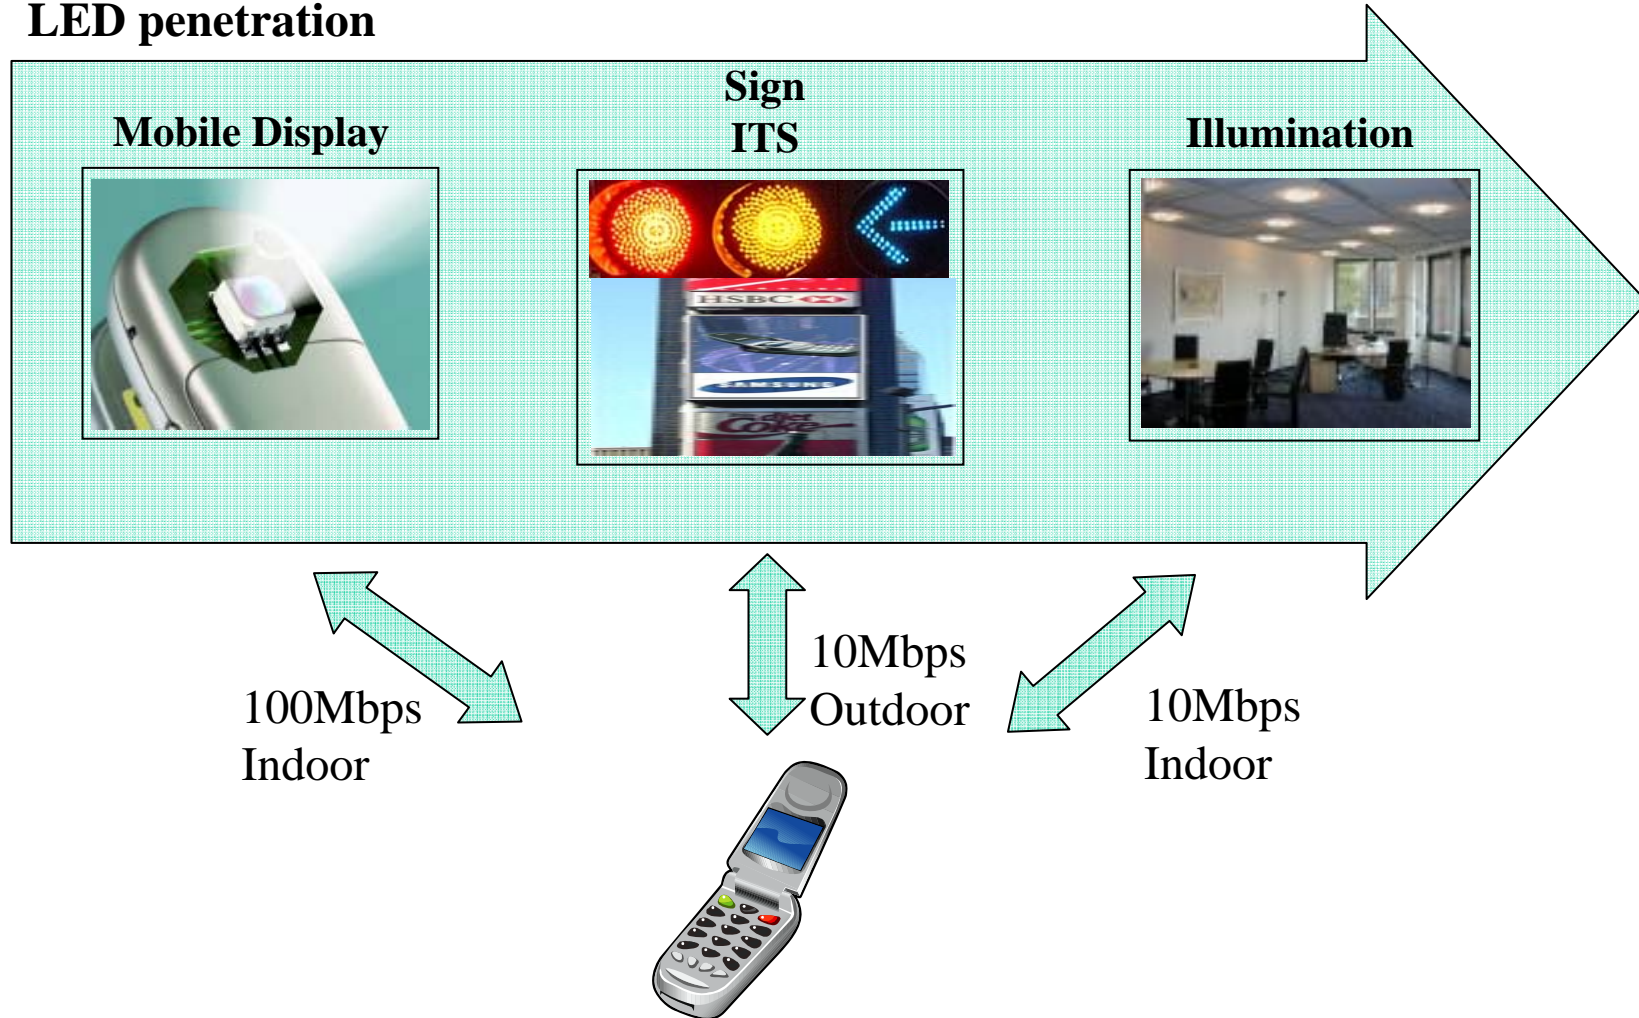 LED penetration
Mobile Display
Sign
ITS
Illumination
HSBC
SAMSUNG
diet
Coke
100Mbps
Indoor
10Mbps
Outdoor
10Mbps
Indoor